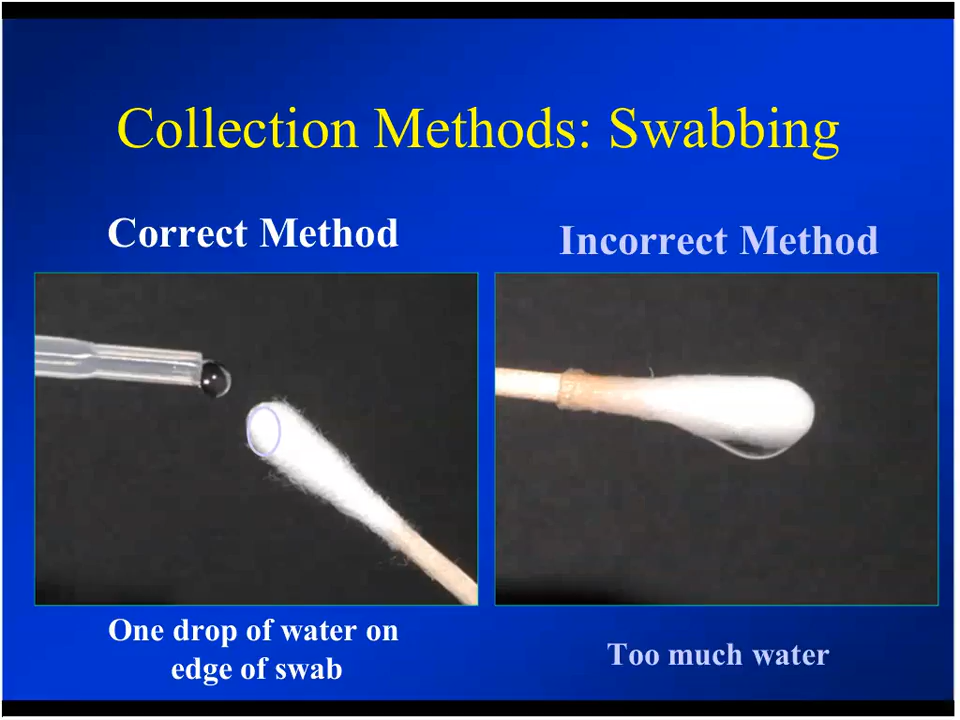 Collection Methods: Swabbing
Correct Method
Incorrect Method
One drop of water on
edge of swab
Too much water